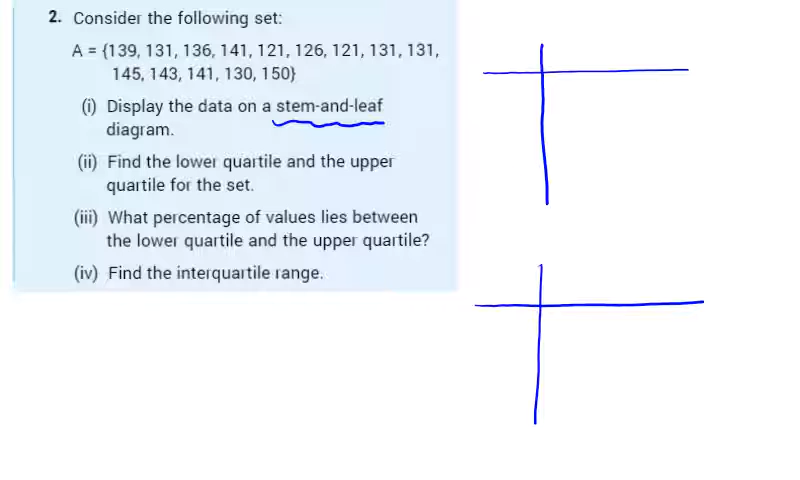 2. Consider the following set:
A = {139, 131, 136, 141, 121, 126, 121, 131, 131,
145, 143, 141, 130, 150}
(i) Display the data on a stem-and-leaf
diagram.
(ii) Find the lower quartile and the upper
quartile for the set.
(iii) What percentage of values lies between
the lower quartile and the upper quartile?
(iv) Find the interquartile range.